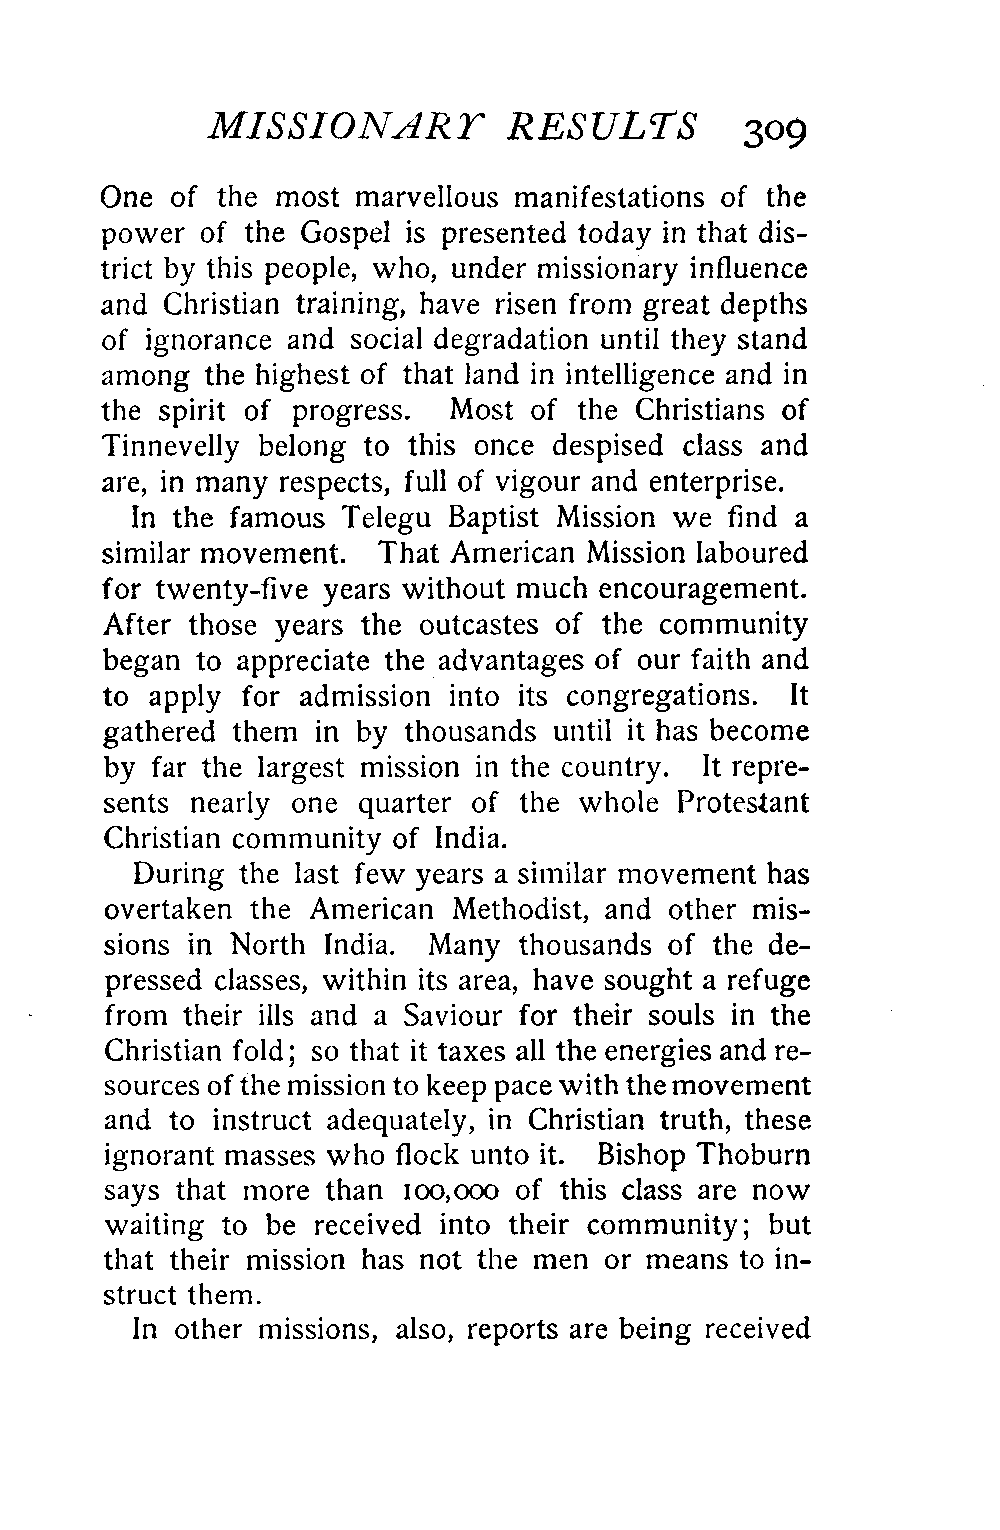 MISSIONARY RESULTS 309
One of the most marvellous manifestations of the
power of the Gospel is presented today in that dis-
trict by this people, who, under missionary influence
and Christian training, have risen from great depths
of ignorance and social degradation until they stand
among the highest of that land in intelligence and in
the spirit of progress. Most of the Christians of
Tinnevelly belong to this once despised class and
are, in many respects, full of vigour and enterprise.
In the famous Telegu Baptist Mission we find a
similar movement. That American Mission laboured
for twenty-five years without much encouragement.
After those years the outcastes of the community
began to appreciate the advantages of our faith and
to apply for admission into its congregations. It
gathered them in by thousands until it has become
by far the largest mission in the country. It repre-
sents nearly one quarter of the whole Protestant
Christian community of India.
During the last few years a similar movement has
overtaken the American Methodist, and other mis-
sions in North India. Many thousands of the de-
pressed classes, within its area, have sought a refuge
from their ills and a Saviour for their souls in the
Christian fold; so that it taxes all the energies and re-
sources of the mission to keep pace with the movement
and to instruct adequately, in Christian truth, these
ignorant masses who flock unto it. Bishop Thoburn
says that more than 100,000 of this class are now
waiting to be received into their community; but
that their mission has not the men or means to in-
struct them.
In other missions, also, reports are being received